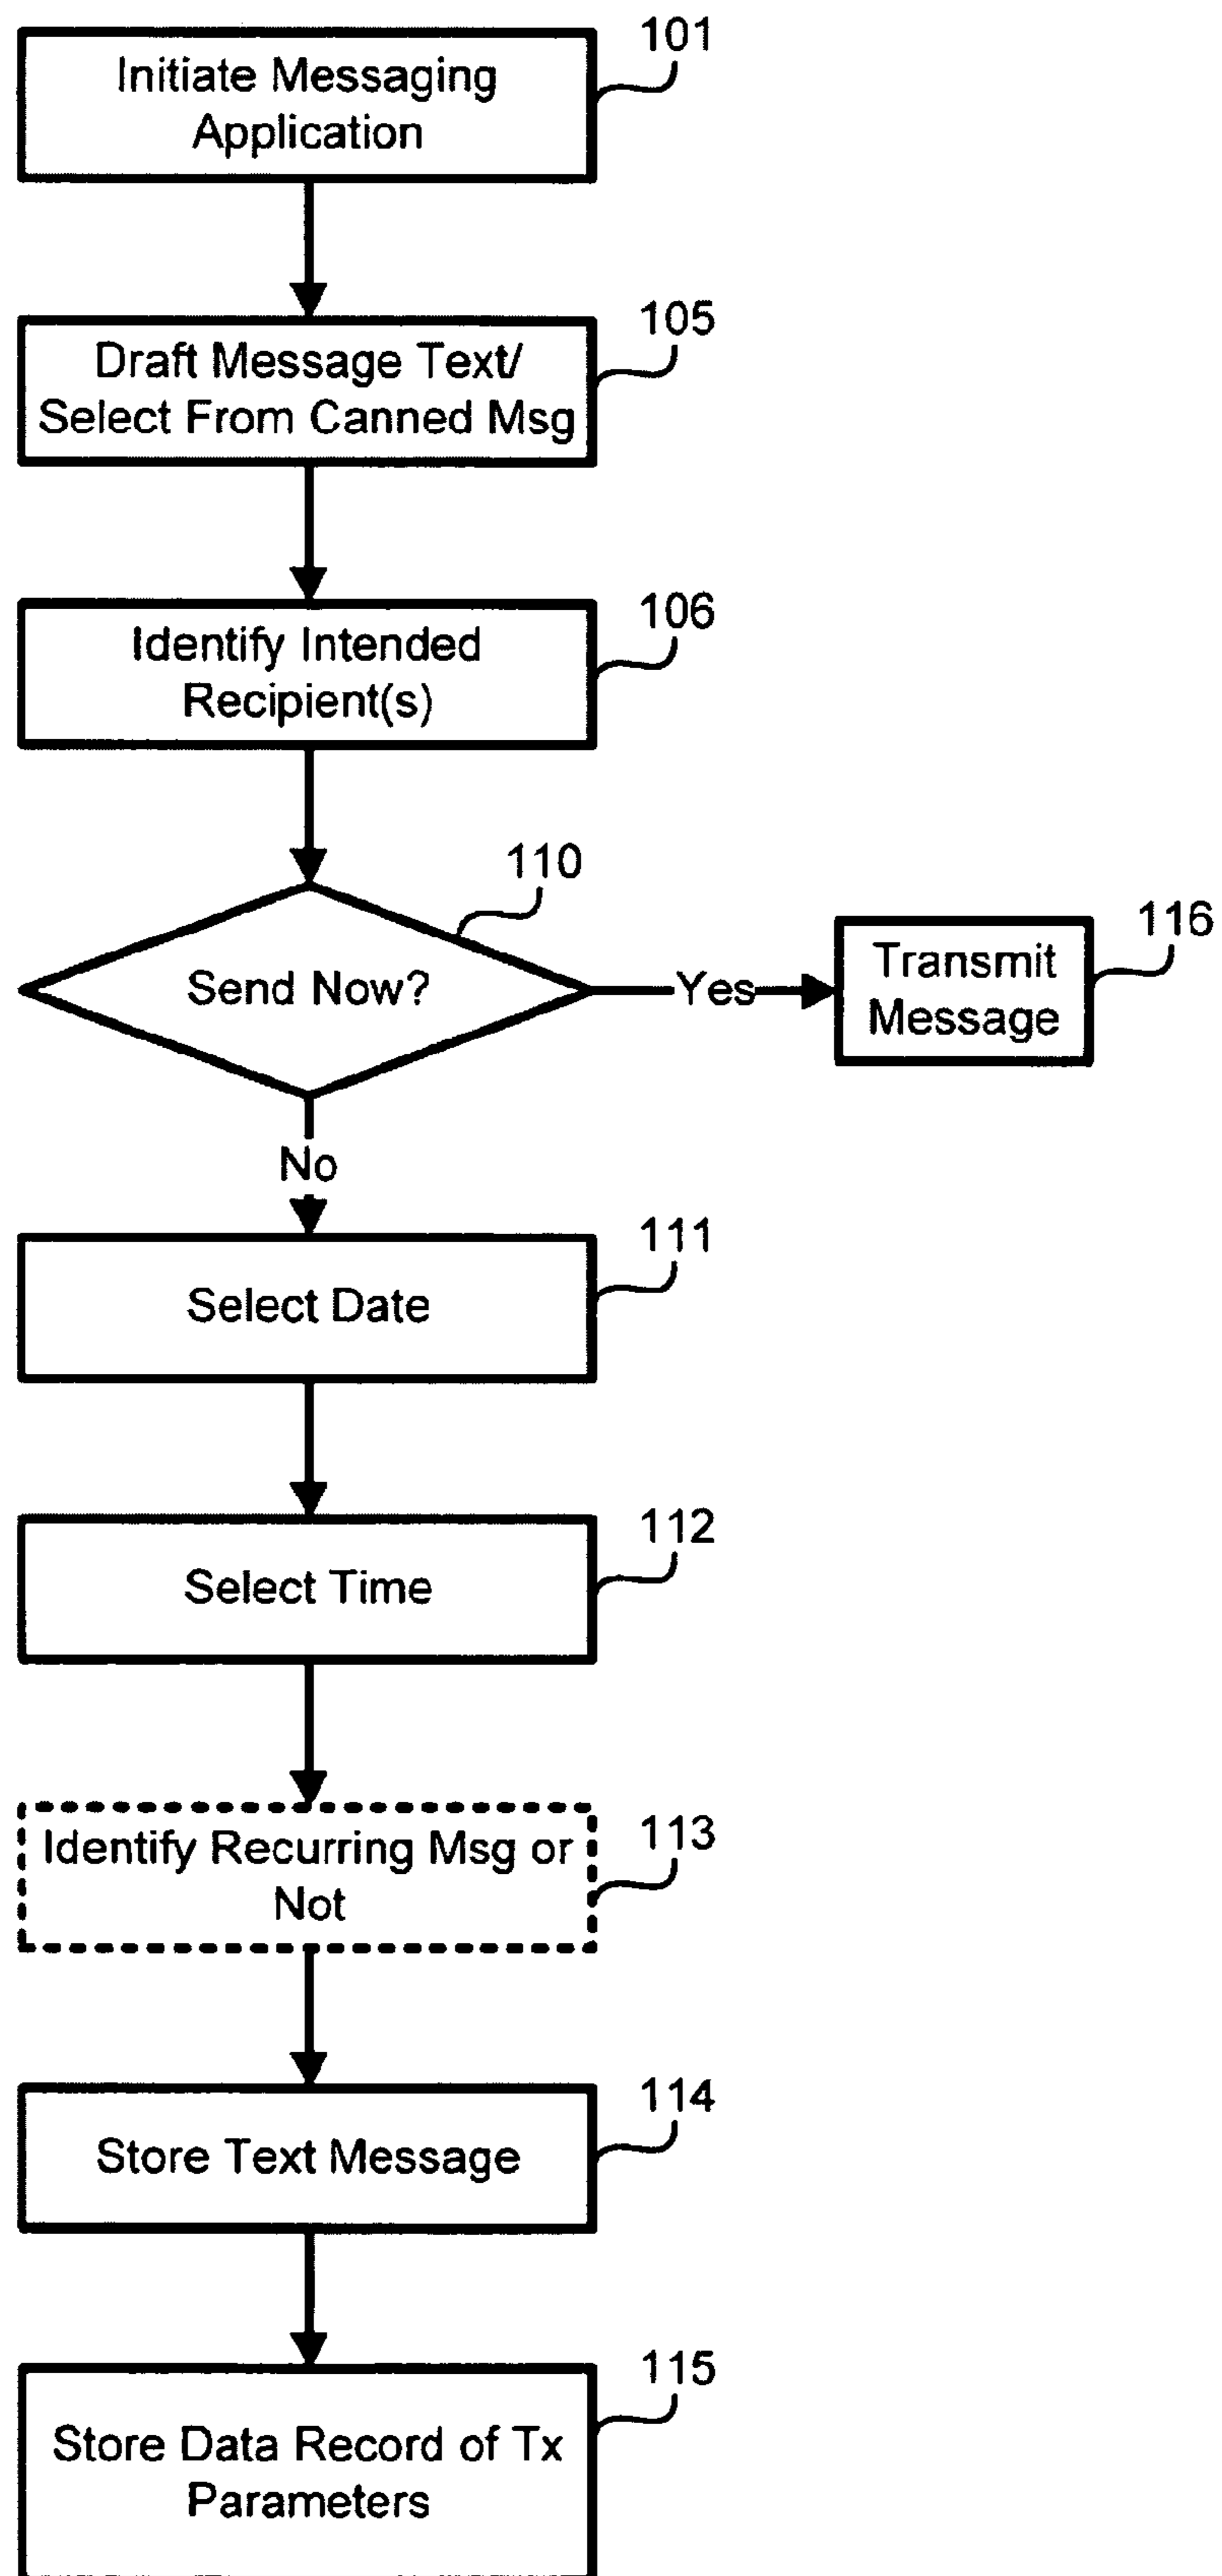 101
Initiate Messaging
Application
105
Draft Message Text/
Select From Canned Msg
106
Identify Intended
Recipient(s)
110
Send Now?
Yes
116
Transmit
Message
No
111
Select Date
112
Select Time
113
Identify Recurring Msg or
Not
114
Store Text Message
115
Store Data Record of Tx
Parameters